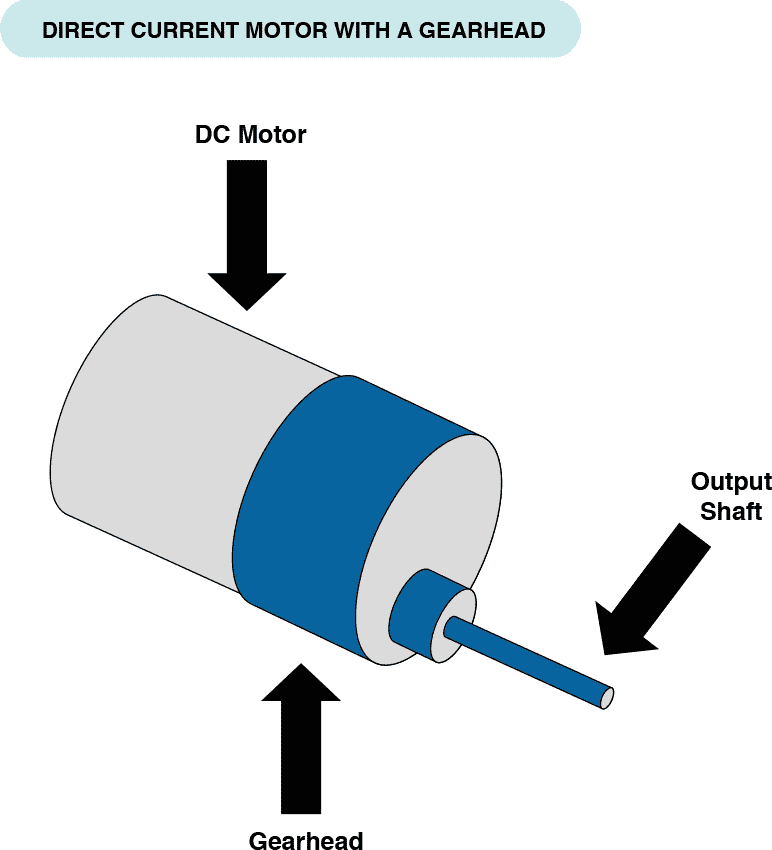 DIRECT CURRENT MOTOR WITH A GEARHEAD
DC Motor
Output
Shaft
Gearhead